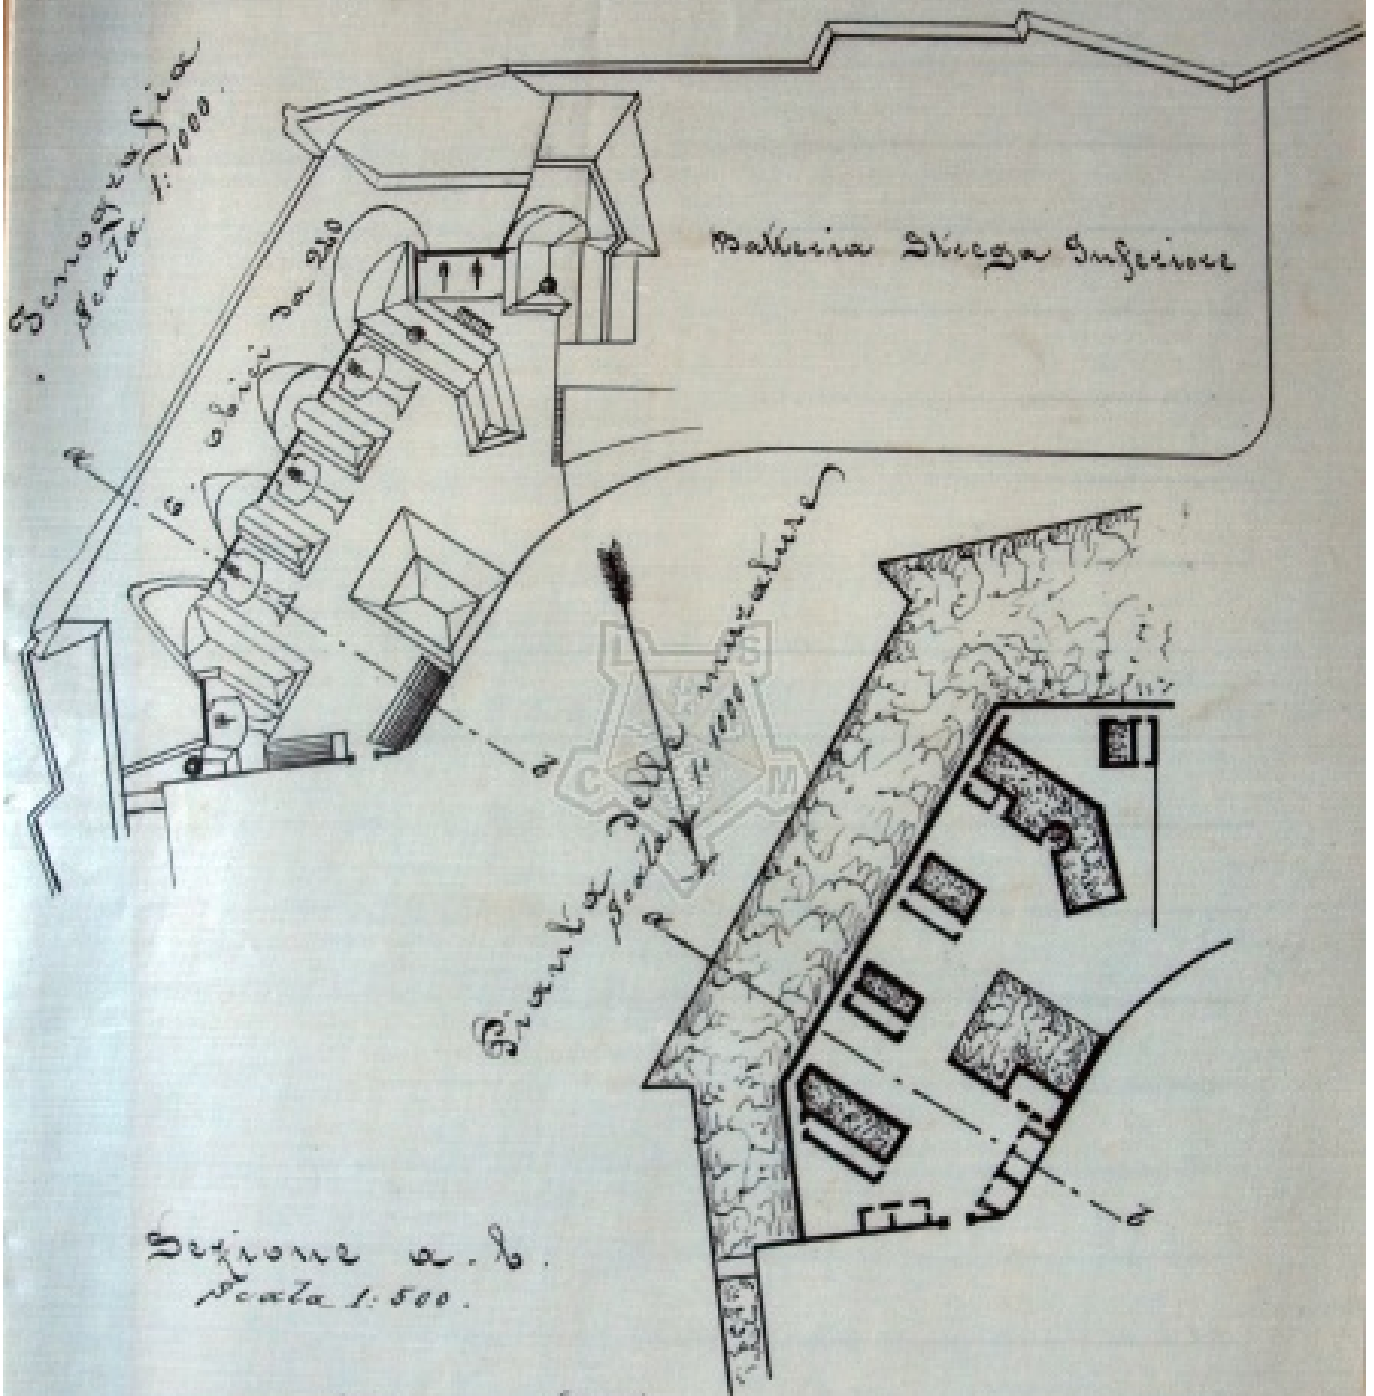 Icnografia
Scala 1:1000.
6. obici da 210
Batteria Strega Inferiore
a
b
Pianta delle murature
Scala 1:1000.
a
b
L S
C M
Sezione a. b.
Scala 1:500.